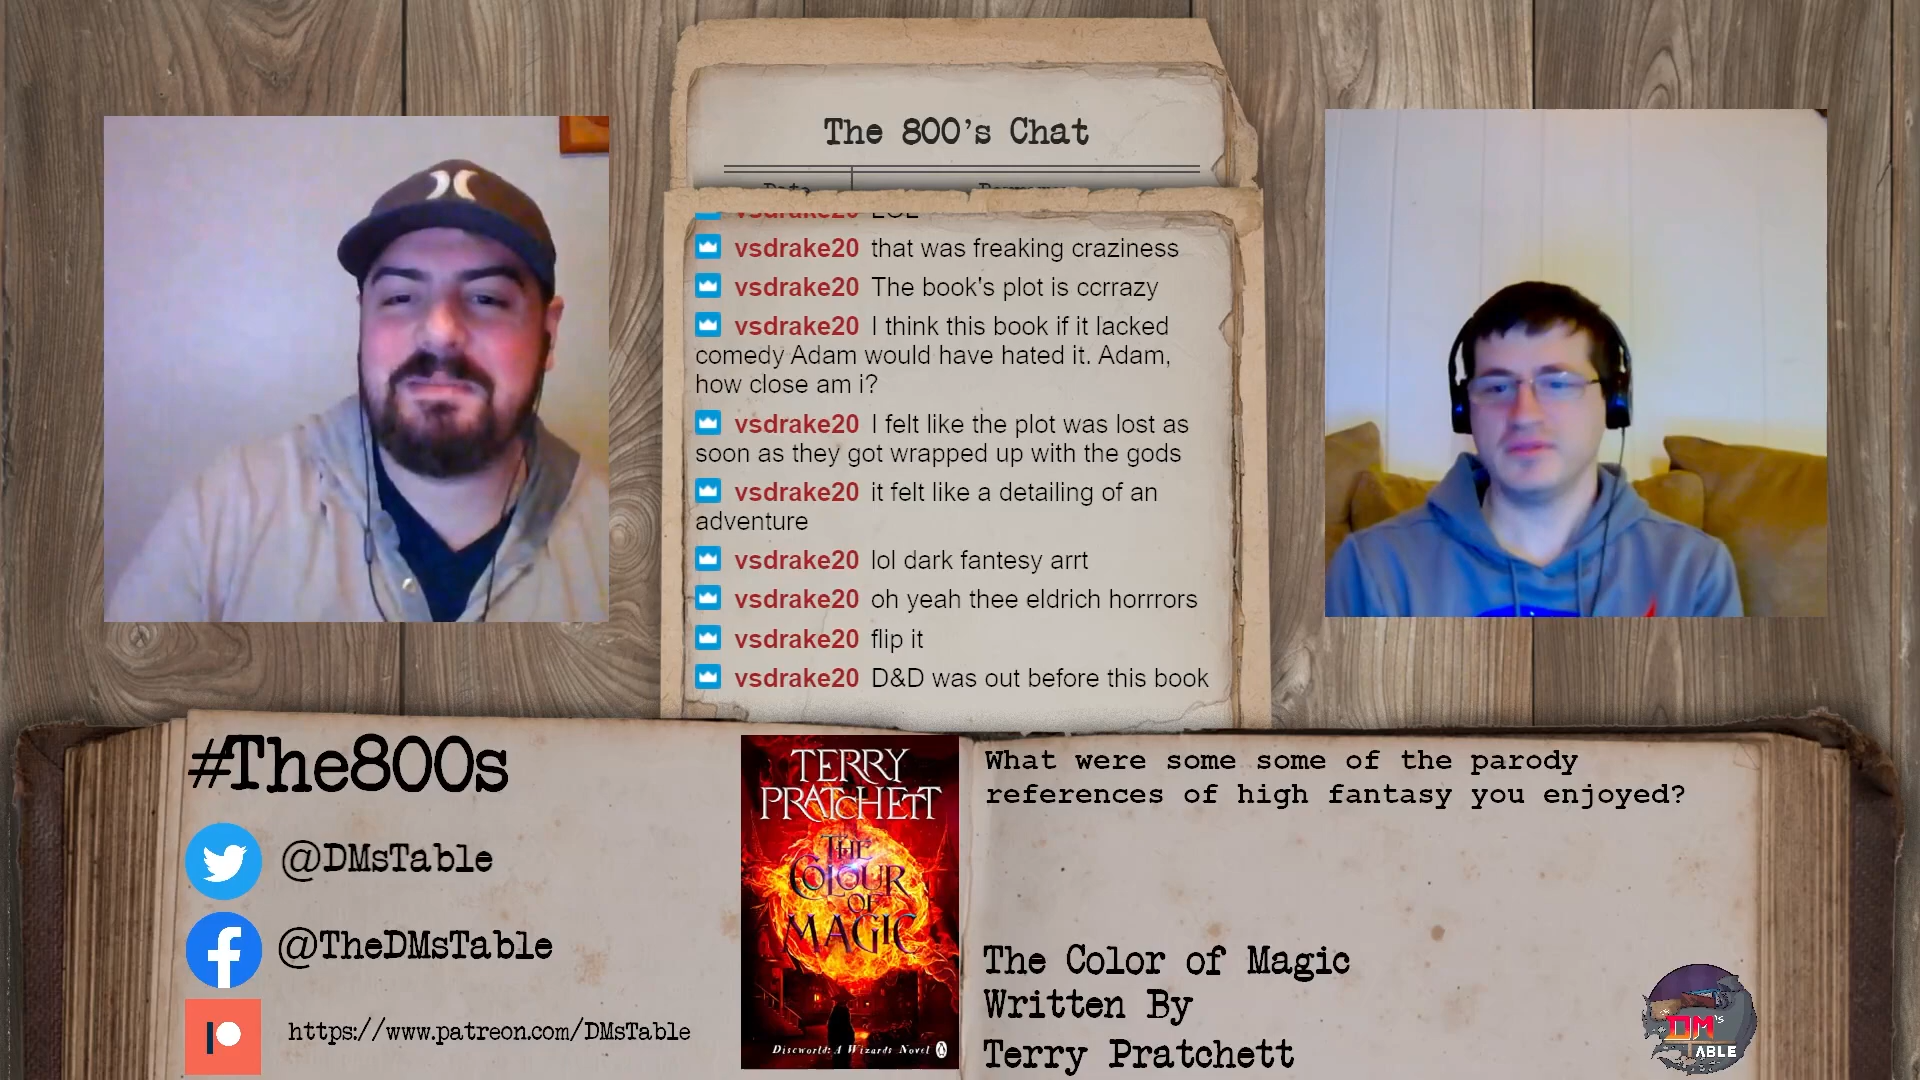 The 800's Chat
vsdrake20 LOL
vsdrake20 that was freaking craziness
vsdrake20 The book's plot is ccrrazy
vsdrake20 I think this book if it lacked
comedy Adam would have hated it. Adam,
how close am i?
vsdrake20 I felt like the plot was lost as
soon as they got wrapped up with the gods
vsdrake20 it felt like a detailing of an
adventure
vsdrake20 lol dark fantesy arrt
vsdrake20 oh yeah thee eldrich horrrors
vsdrake20 flip it
vsdrake20 D&D was out before this book
#The800s
@DMsTable
@TheDMsTable
https://www.patreon.com/DMsTable
TERRY
PRATCHETT
THE
COLOUR
OF
MAGIC
Discworld: A Wizards Novel
What were some some of the parody
references of high fantasy you enjoyed?
The Color of Magic
Written By
Terry Pratchett
DM's
TABLE